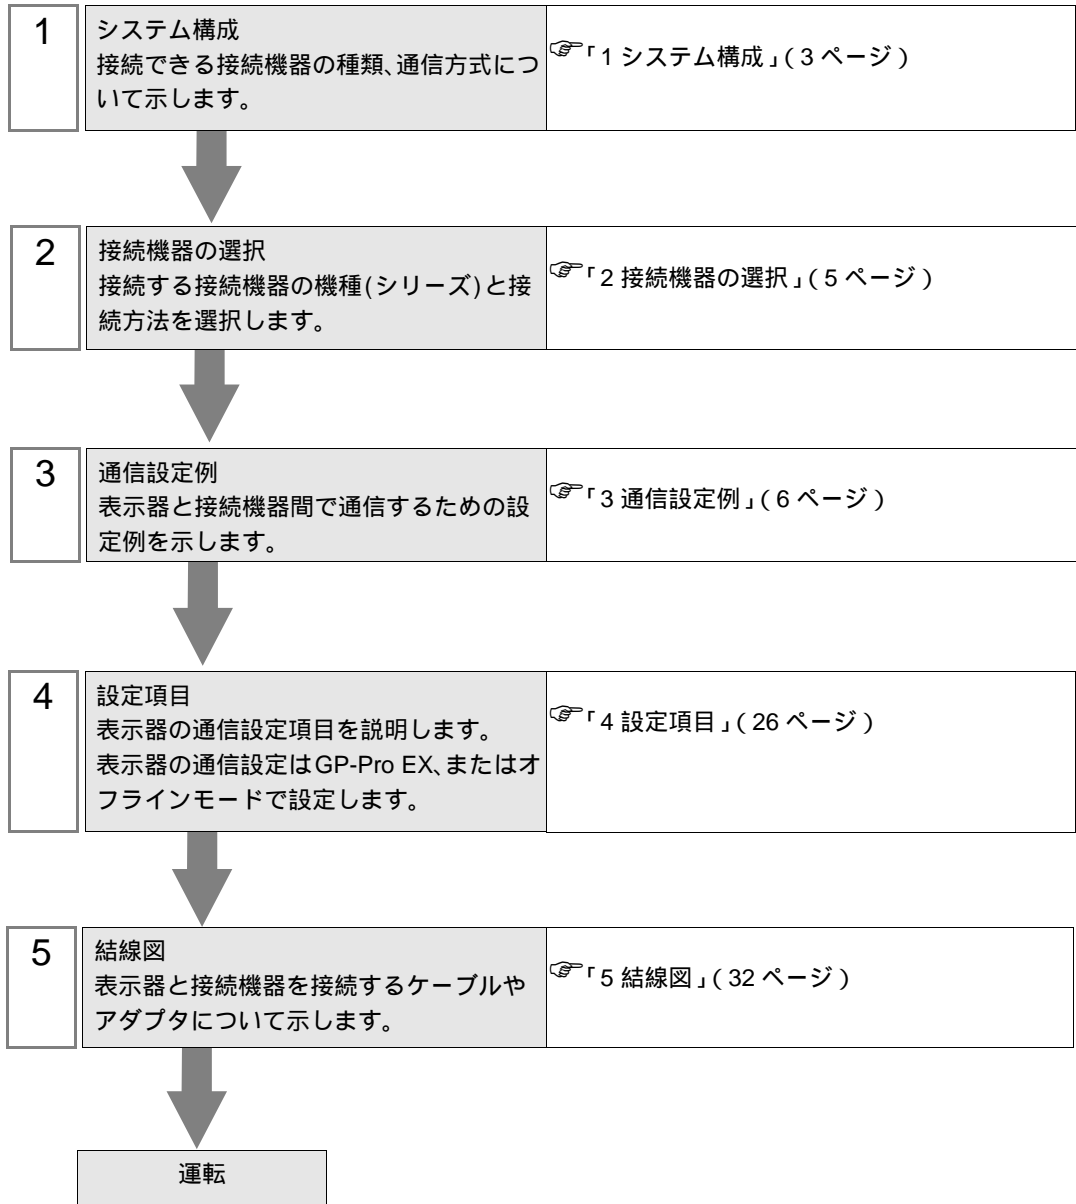 1
システム構成
接続できる接続機器の種類、通信方式につ
いて示します。
☞「1 システム構成」( 3 ページ )
2
接続機器の選択
接続する接続機器の機種(シリーズ)と接
続方法を選択します。
☞「2 接続機器の選択」( 5 ページ )
3
通信設定例
表示器と接続機器間で通信するための設
定例を示します。
☞「3 通信設定例」( 6 ページ )
4
設定項目
表示器の通信設定項目を説明します。
表示器の通信設定はGP-Pro EX、またはオ
フラインモードで設定します。
☞「4 設定項目」( 26 ページ )
5
結線図
表示器と接続機器を接続するケーブルや
アダプタについて示します。
☞「5 結線図」( 32 ページ )
運転